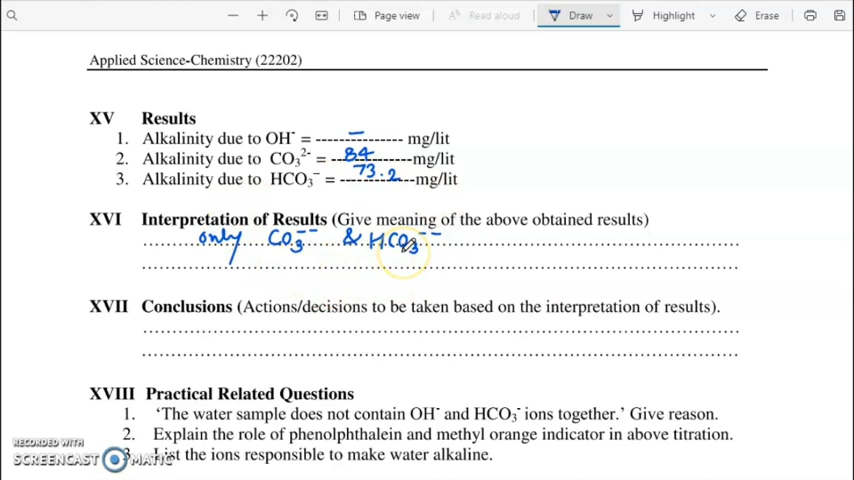 Page view
Read aloud
Draw
Highlight
Erase
Applied Science-Chemistry (22202)
XV Results
1. Alkalinity due to OH⁻ = ------------------ mg/lit
–
2. Alkalinity due to CO₃²⁻ = ------------------mg/lit
84
3. Alkalinity due to HCO₃⁻ = ------------------mg/lit
73.2
XVI Interpretation of Results (Give meaning of the above obtained results)
only CO₃⁻⁻ & HCO₃⁻⁻
XVII Conclusions (Actions/decisions to be taken based on the interpretation of results).
XVIII Practical Related Questions
1. ‘The water sample does not contain OH⁻ and HCO₃⁻ ions together.’ Give reason.
2. Explain the role of phenolphthalein and methyl orange indicator in above titration.
3. List the ions responsible to make water alkaline.
RECORDED WITH
SCREENCAST MATIC